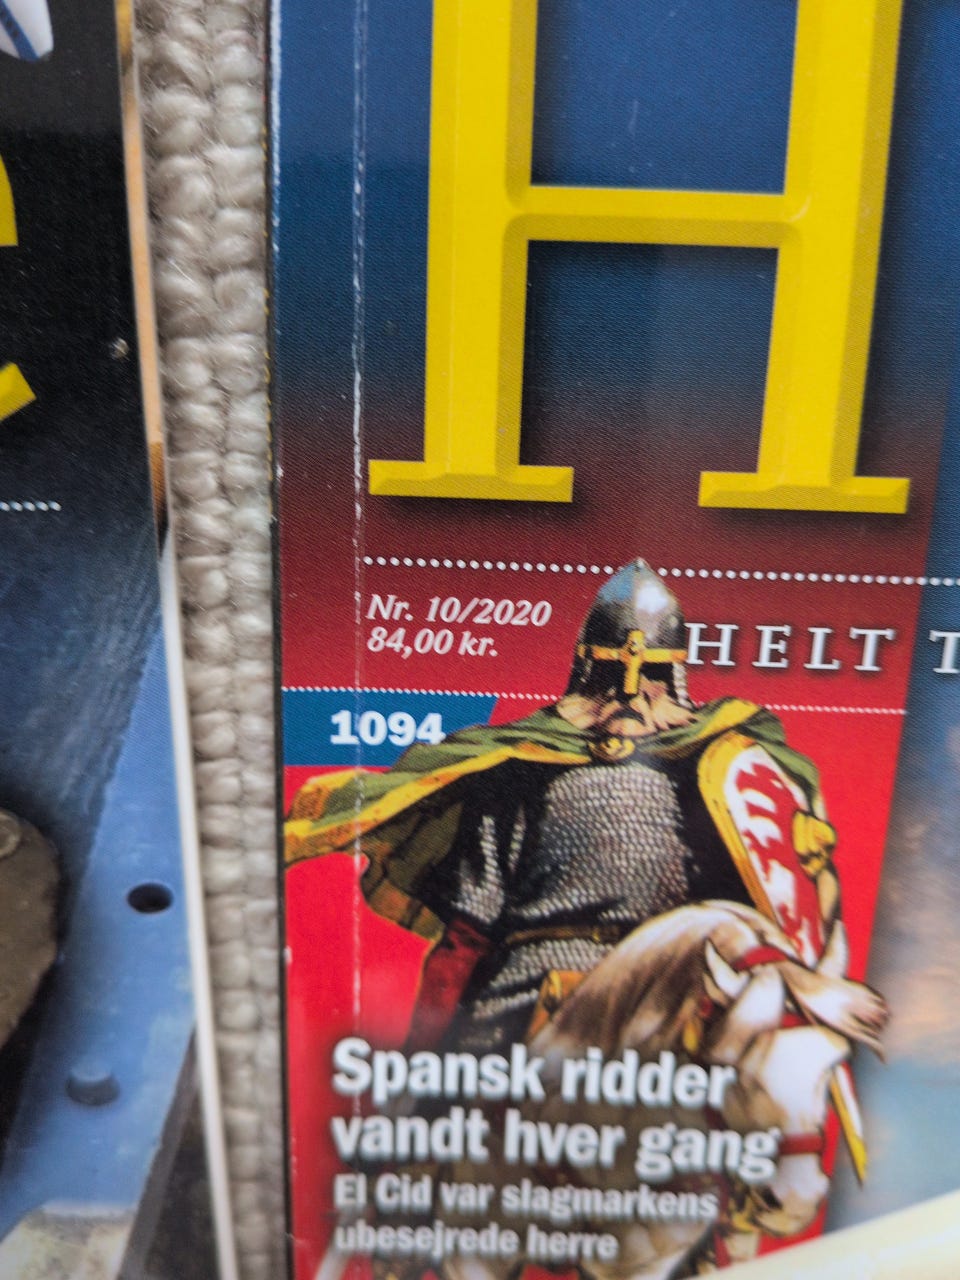 H
Nr. 10/2020
84,00 kr.
HELT T
1094
Spansk ridder
vandt hver gang
El Cid var slagmarkens
ubesejrede herre